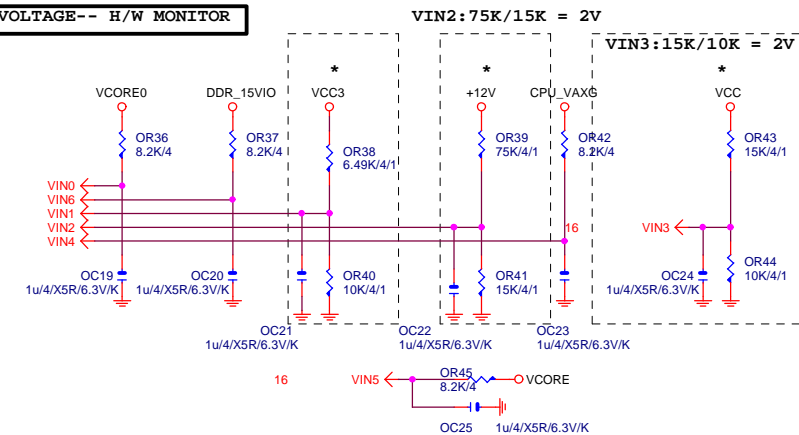 VOLTAGE-- H/W MONITOR
VIN2:75K/15K = 2V
VIN3:15K/10K = 2V
*
*
*
VCORE0
DDR_15VIO
VCC3
+12V
CPU_VAXG
VCC
OR36
8.2K/4
OR37
8.2K/4
OR38
6.49K/4/1
OR39
75K/4/1
OR42
8.2K/4
OR43
15K/4/1
VIN0
VIN6
VIN1
VIN2
VIN4
16
VIN3
OC19
1u/4/X5R/6.3V/K
OC20
1u/4/X5R/6.3V/K
OR40
10K/4/1
OR41
15K/4/1
OC24
1u/4/X5R/6.3V/K
OR44
10K/4/1
OC21
1u/4/X5R/6.3V/K
OC22
1u/4/X5R/6.3V/K
OC23
1u/4/X5R/6.3V/K
16
VIN5
OR45
8.2K/4
VCORE
OC25
1u/4/X5R/6.3V/K